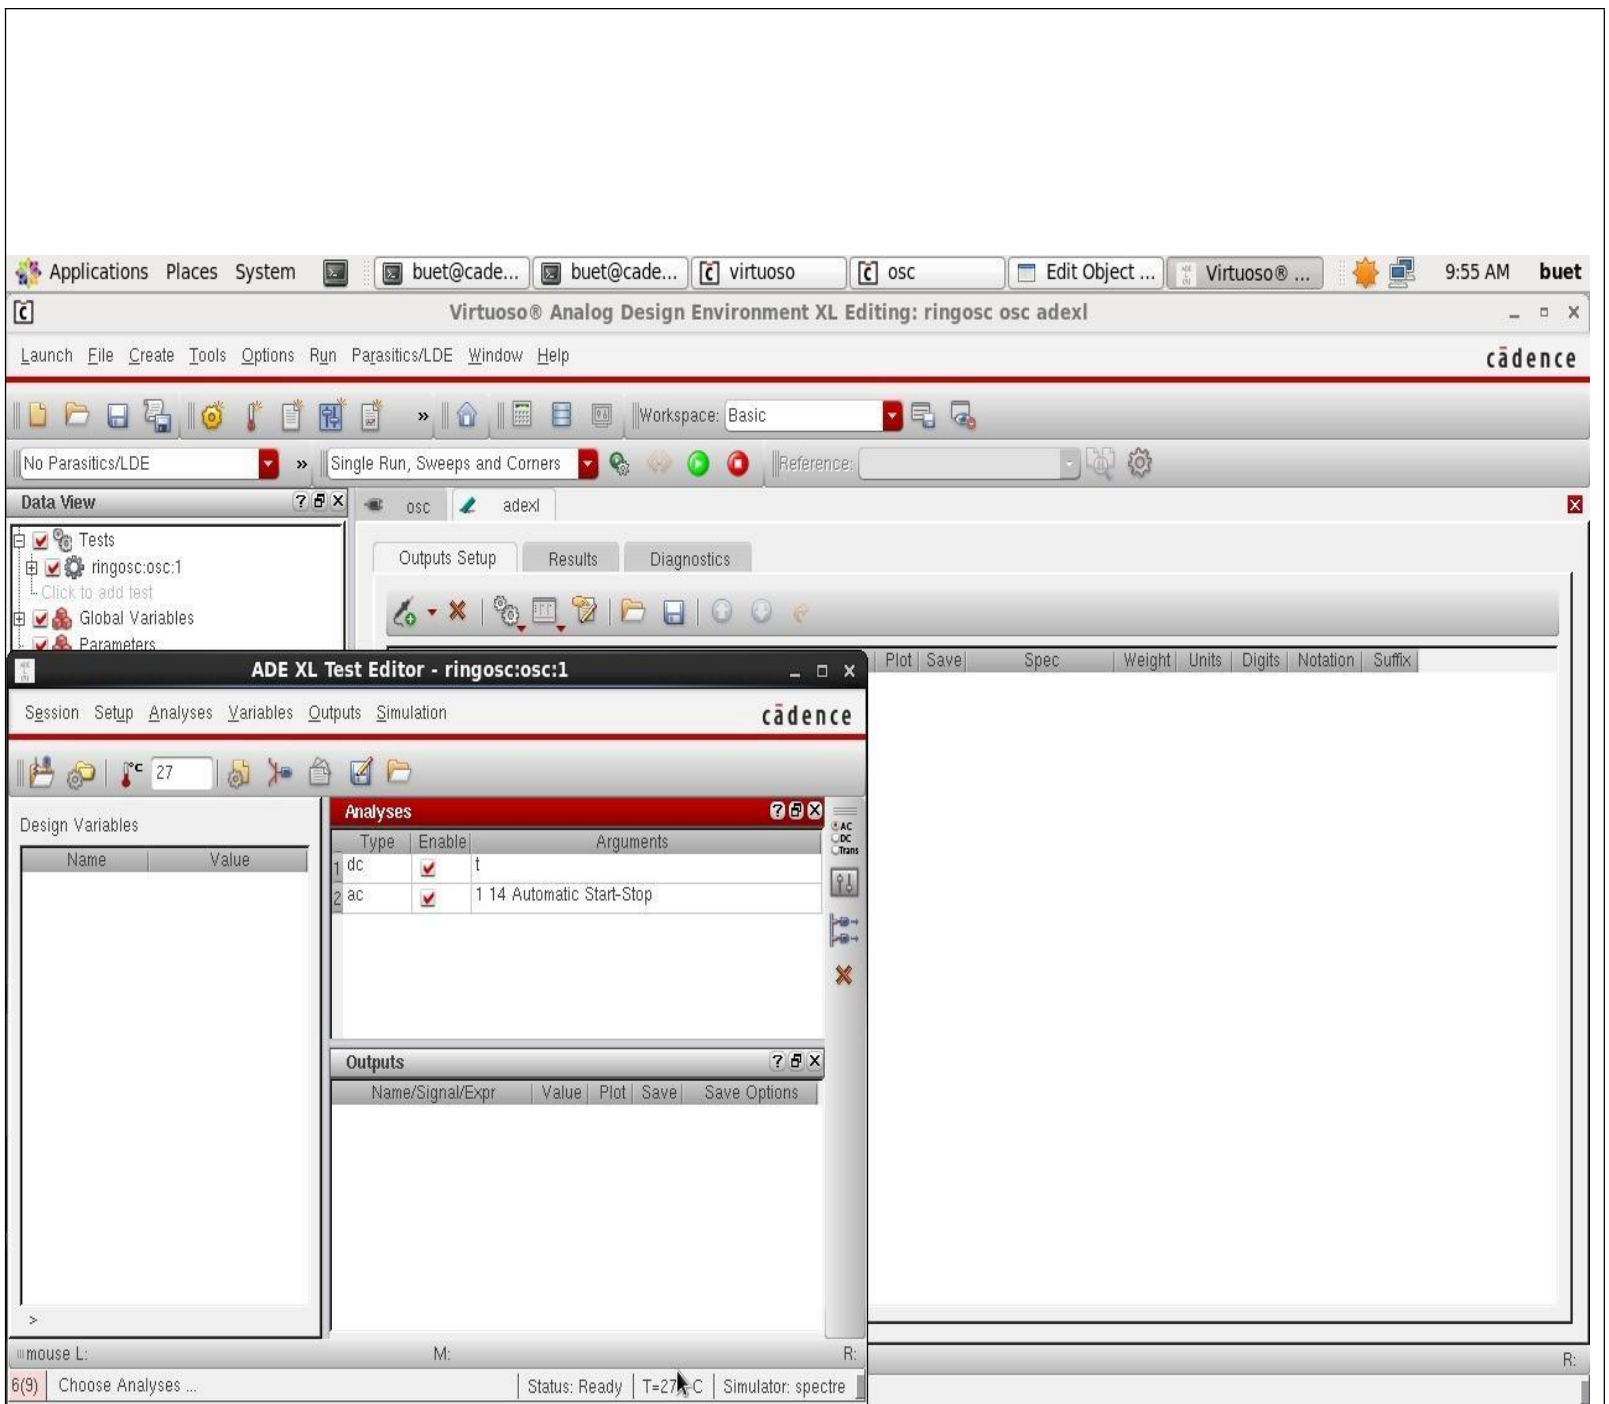 Applications Places System buet@cade... buet@cade... virtuoso osc Edit Object ... Virtuoso® ... 9:55 AM buet
Virtuoso® Analog Design Environment XL Editing: ringosc osc adexl
Launch File Create Tools Options Run Parasitics/LDE Window Help cādence
» Workspace: Basic
No Parasitics/LDE » Single Run, Sweeps and Corners Reference:
Data View osc adexl
Tests
ringosc:osc:1
Click to add test
Global Variables
Parameters
Outputs Setup Results Diagnostics
Plot Save Spec Weight Units Digits Notation Suffix
ADE XL Test Editor - ringosc:osc:1
Session Setup Analyses Variables Outputs Simulation cādence
°C 27
Design Variables
Name Value
>
Analyses
Type Enable Arguments
1 dc t
2 ac 1 14 Automatic Start-Stop
AC
DC
Trans
Outputs
Name/Signal/Expr Value Plot Save Save Options
mouse L: M: R:
R:
6(9) Choose Analyses ... Status: Ready T=27 C Simulator: spectre